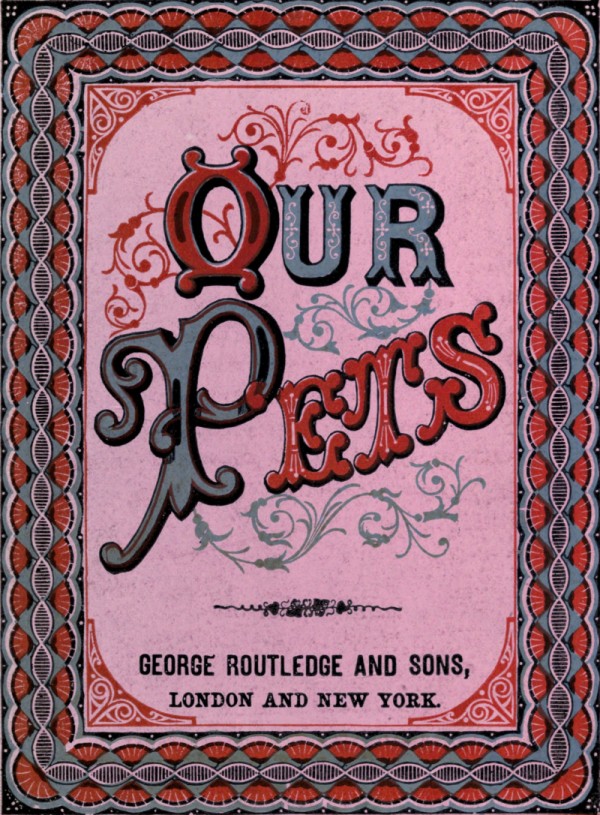 OUR
PETS
GEORGE ROUTLEDGE AND SONS,
LONDON AND NEW YORK.